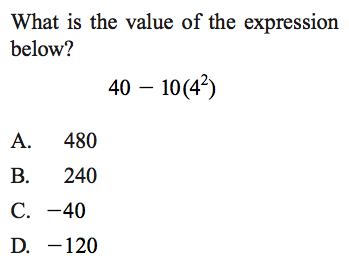 What is the value of the expression
below?
40 − 10(4²)
A. 480
B. 240
C. −40
D. −120